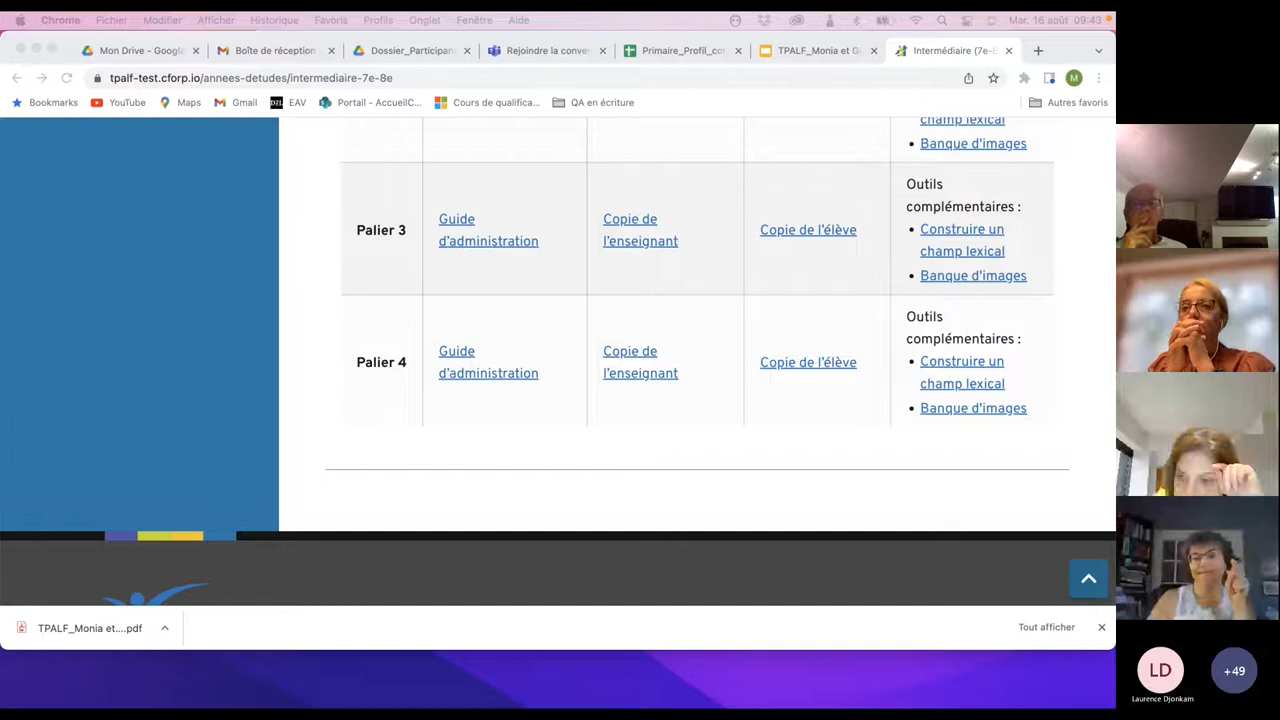 Chrome Fichier Modifier Afficher Historique Favoris Profils Onglet Fenêtre Aide Mar. 16 août 09:43
Mon Drive - Google Boîte de réception Dossier_Participan Rejoindre la conver Primaire_Profil_con TPALF_Monia et G Intermédiaire (7e-8
tpalf-test.cforp.io/annees-detudes/intermediaire-7e-8e
Bookmarks YouTube Maps Gmail D2L EAV Portail - AccueilC... Cours de qualifica... QA en écriture Autres favoris
M
champ lexical
• Banque d'images
Palier 3
Guide
d'administration
Copie de
l'enseignant
Copie de l'élève
Outils
complémentaires :
• Construire un
champ lexical
• Banque d'images
Palier 4
Guide
d'administration
Copie de
l'enseignant
Copie de l'élève
Outils
complémentaires :
• Construire un
champ lexical
• Banque d'images
TPALF_Monia et....pdf
Tout afficher
LD
+49
Laurence Djonkam